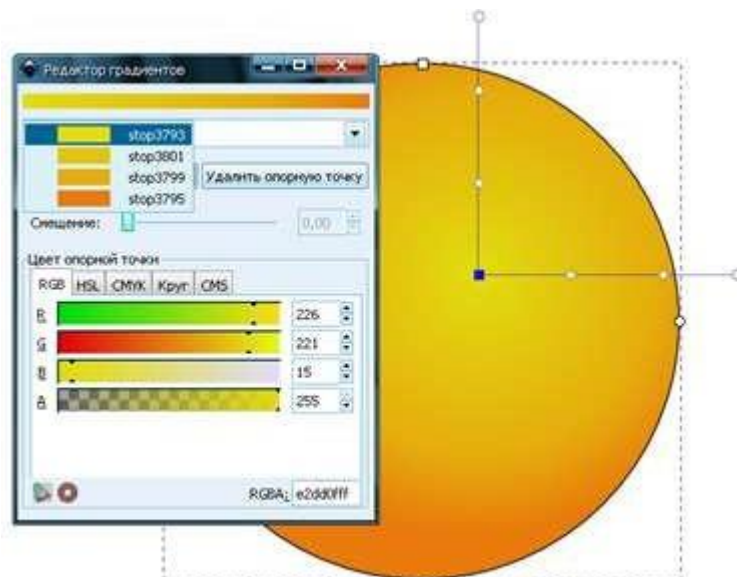 Редактор градиентов
stop3793
stop3801
stop3799
stop3795
Удалить опорную точку
Смещение: 0,00
Цвет опорной точки
RGB HSL CMYK Круг CMS
R 226
G 221
B 15
A 255
RGBA: e2dd0fff